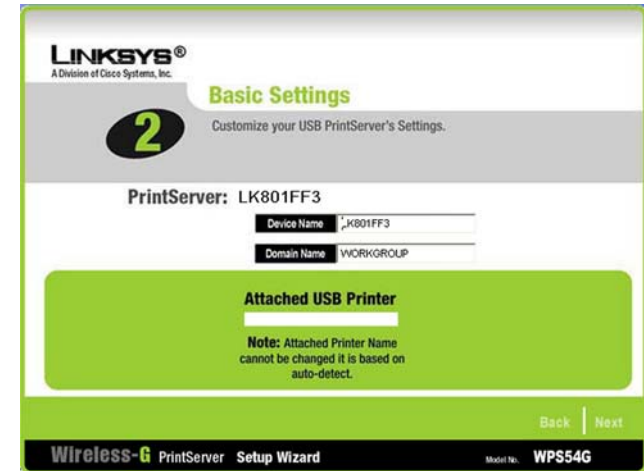 LINKSYS®
A Division of Cisco Systems, Inc.
Basic Settings
2
Customize your USB PrintServer's Settings.
PrintServer: LK801FF3
Device Name LK801FF3
Domain Name WORKGROUP
Attached USB Printer
Note: Attached Printer Name
cannot be changed it is based on
auto-detect.
Back Next
Wireless-G PrintServer Setup Wizard Model No. WPS54G